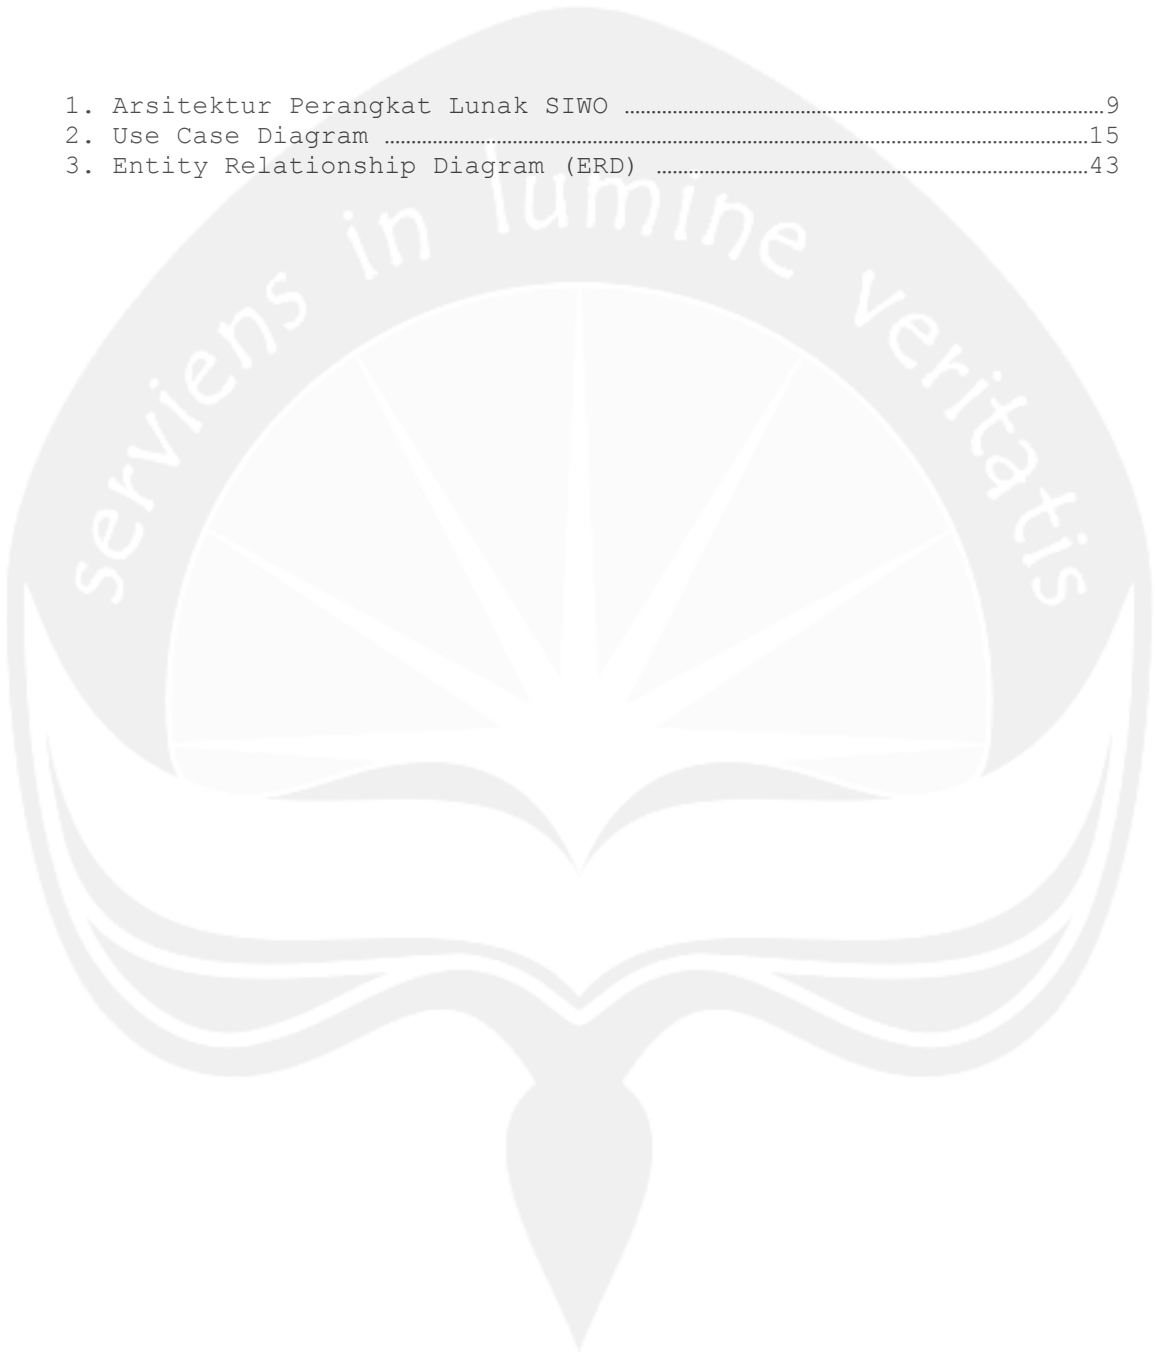 1. Arsitektur Perangkat Lunak SIWO ……………………………………………………………………9
2. Use Case Diagram ……………………………………………………………………………………………………………15
3. Entity Relationship Diagram (ERD) ………………………………………………………………43
serviens in lumine veritatis